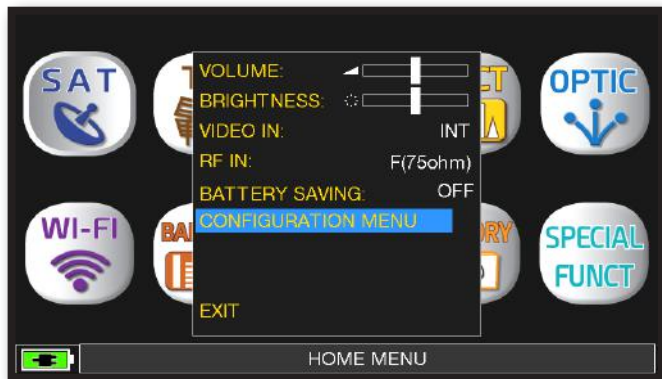 SAT
OPTIC
VOLUME:
BRIGHTNESS:
VIDEO IN: INT
RF IN: F(75ohm)
BATTERY SAVING: OFF
CONFIGURATION MENU
EXIT
WI-FI
SPECIAL
FUNCT
HOME MENU